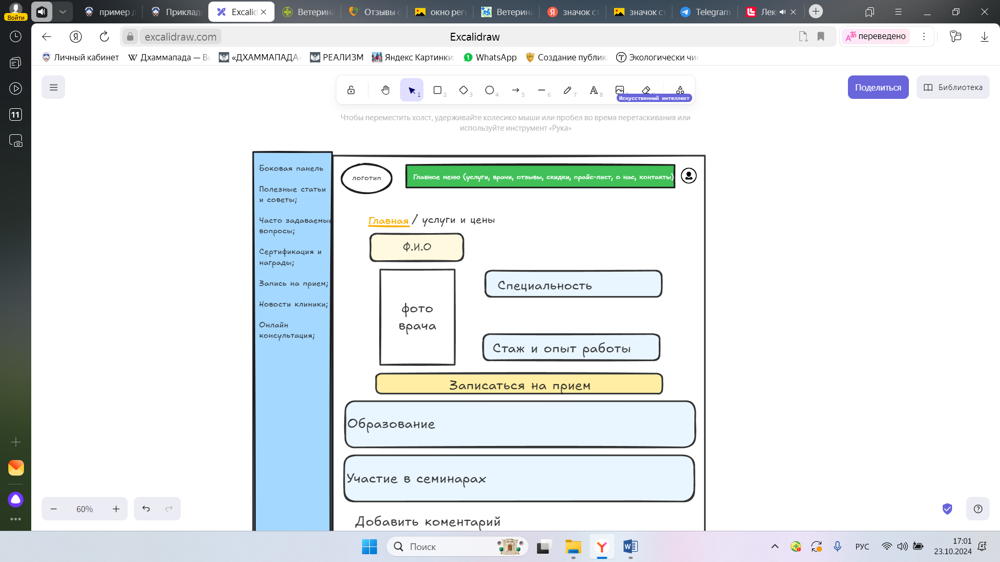 Войти
пример д
Приклад
Excalid
Ветерина
Отзывы с
окно реги
Ветерина
значок ст
значок ст
Telegram
Лек
excalidraw.com
Excalidraw
переведено
Личный кабинет
Дхаммапада — Ви
«ДХАММАПАДА»
РЕАЛИЗМ
Яндекс Картинки:
WhatsApp
Создание публика
Экологически чис
11
1
2
3
4
5
6
7
8
Искусственный интеллект
Поделиться
Библиотека
Чтобы переместить холст, удерживайте колесико мыши или пробел во время перетаскивания или
используйте инструмент «Рука»
Боковая панель
Полезные статьи
и советы;
Часто задаваемые
вопросы;
Сертификация и
награды;
Запись на прием;
Новости клиники;
Онлайн
консультация;
логотип
Главное меню (услуги, врачи, отзывы, скидки, прайс-лист, о нас, контакты)
Главная / услуги и цены
Ф.И.О
фото
врача
Специальность
Стаж и опыт работы
Записаться на прием
Образование
Участие в семинарах
Добавить коментарий
60%
Поиск
РУС
17:01
23.10.2024